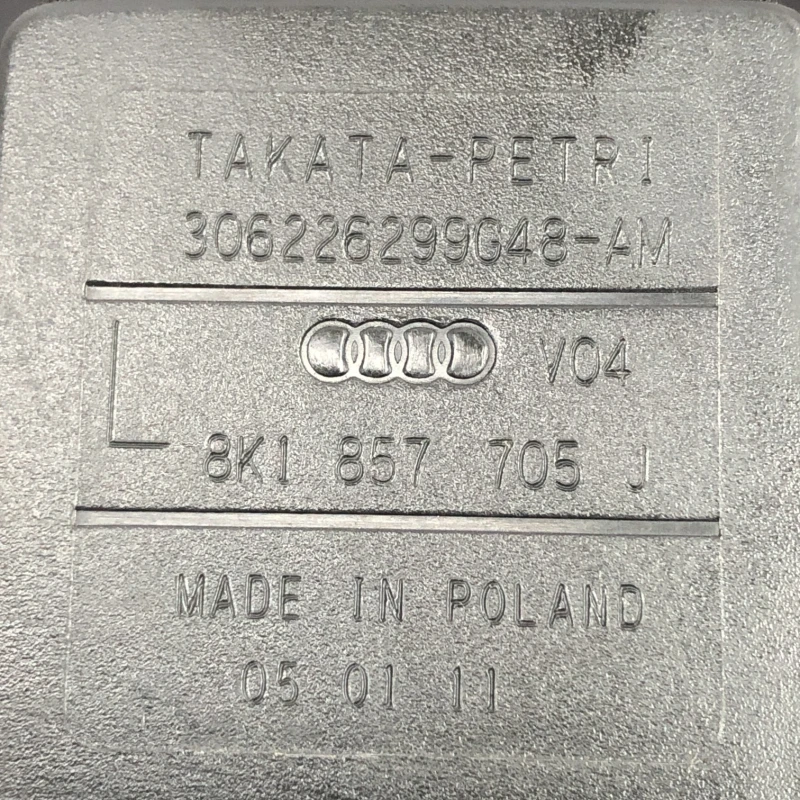 TAKATA-PETRI
306226299G48-AM
V04
L
8K1 857 705 J
MADE IN POLAND
05 01 11